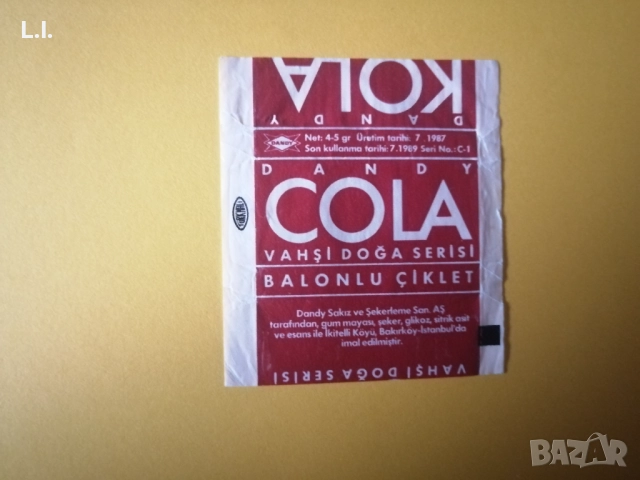 L.I.
KOLA
DANDY
DANDY Net: 4-5 gr Üretim tarihi: 7 1987
Son kullanma tarihi: 7.1989 Seri No.: C-1
DANDY
COLA
VAHŞİ DOĞA SERİSİ
BALONLU ÇİKLET
Dandy Sakız ve Şekerleme San. AŞ
tarafından, gum mayası, şeker, glikoz, sitrik asit
ve esans ile İkitelli Köyü, Bakırköy-İstanbul'da
imal edilmiştir.
VAHŞİ DOĞA SERİSİ
BAZAR